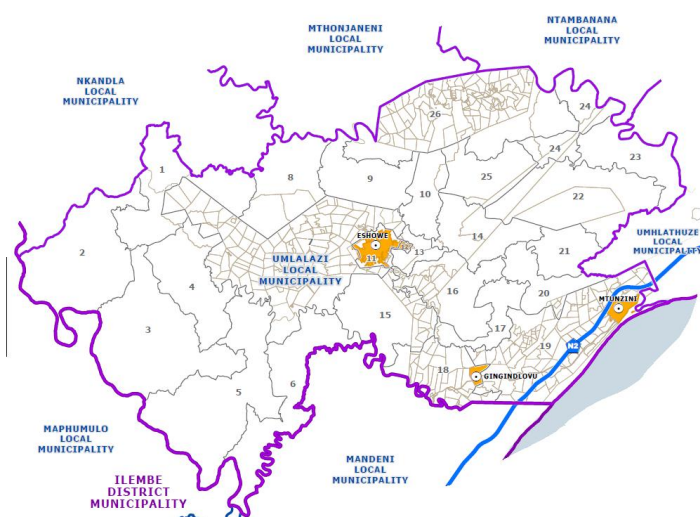 NTAMBANANA
LOCAL
MUNICIPALITY
MTHONJANENI
LOCAL
MUNICIPALITY
NKANDLA
LOCAL
MUNICIPALITY
26
24
24
23
1
8
9
10
25
22
14
ESHOWE
11
12
13
7
2
UMLALAZI
LOCAL
MUNICIPALITY
21
UMHLATHUZE
LOCAL
MUNICIPALITY
4
16
20
MTUNZINI
3
15
17
19
N2
18
GINGINDLOVU
5
6
MAPHUMULO
LOCAL
MUNICIPALITY
MANDENI
LOCAL
MUNICIPALITY
ILEMBE
DISTRICT
MUNICIPALITY